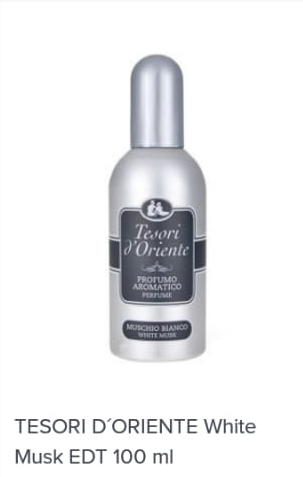 Tesori
d'Oriente
PROFUMO
AROMATICO
PERFUME
MUSCHIO BIANCO
WHITE MUSK
TESORI D´ORIENTE White
Musk EDT 100 ml